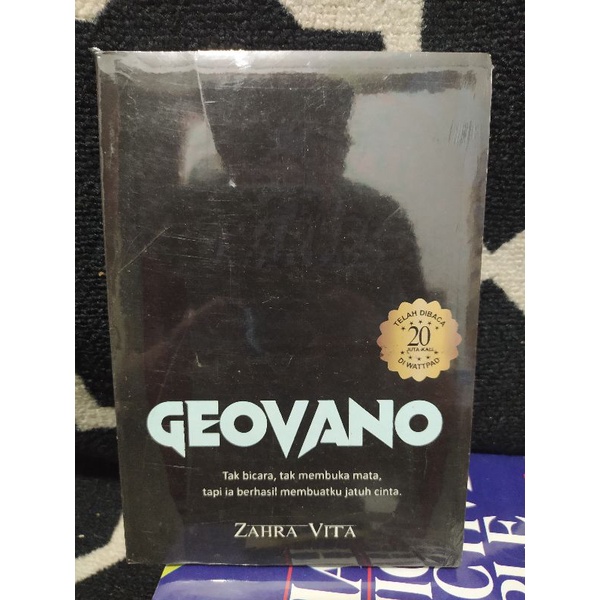 TELAH DIBACA
20
JUTA KALI
DI WATTPAD
GEOVANO
Tak bicara, tak membuka mata,
tapi ia berhasil membuatku jatuh cinta.
ZAHRA VITA